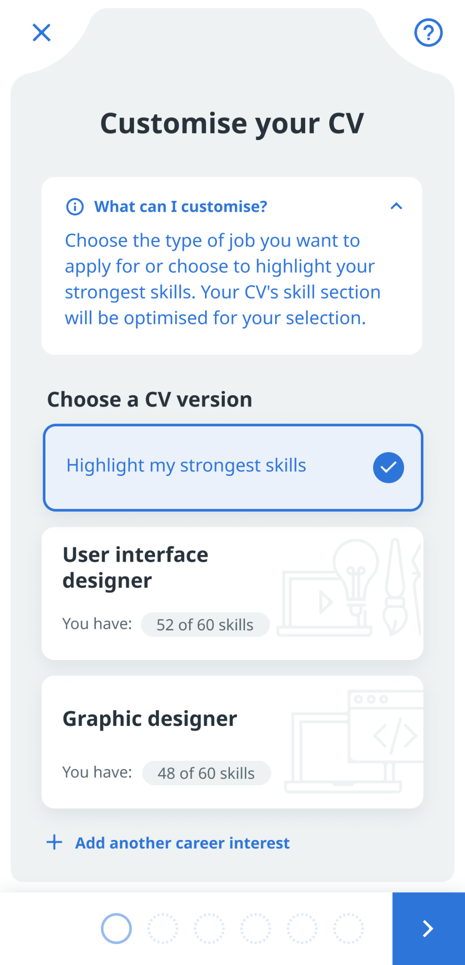 Customise your CV
What can I customise?
Choose the type of job you want to
apply for or choose to highlight your
strongest skills. Your CV's skill section
will be optimised for your selection.
Choose a CV version
Highlight my strongest skills
User interface
designer
You have: 52 of 60 skills
Graphic designer
You have: 48 of 60 skills
+ Add another career interest